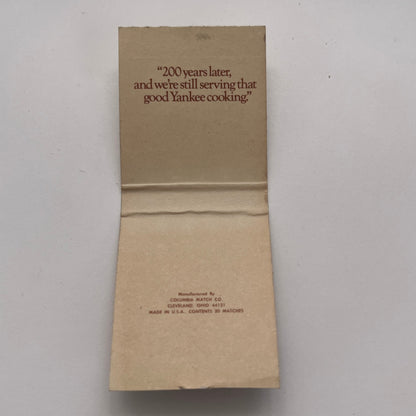 “200 years later,
and we're still serving that
good Yankee cooking.”
Manufactured By
COLUMBIA MATCH CO.
CLEVELAND, OHIO 44121
MADE IN U.S.A. CONTENTS 20 MATCHES